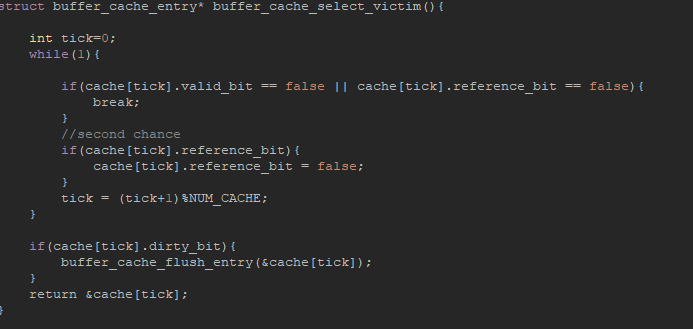 struct buffer_cache_entry* buffer_cache_select_victim(){
int tick=0;
while(1){
if(cache[tick].valid_bit == false || cache[tick].reference_bit == false){
break;
}
//second chance
if(cache[tick].reference_bit){
cache[tick].reference_bit = false;
}
tick = (tick+1)%NUM_CACHE;
}
if(cache[tick].dirty_bit){
buffer_cache_flush_entry(&cache[tick]);
}
return &cache[tick];
}